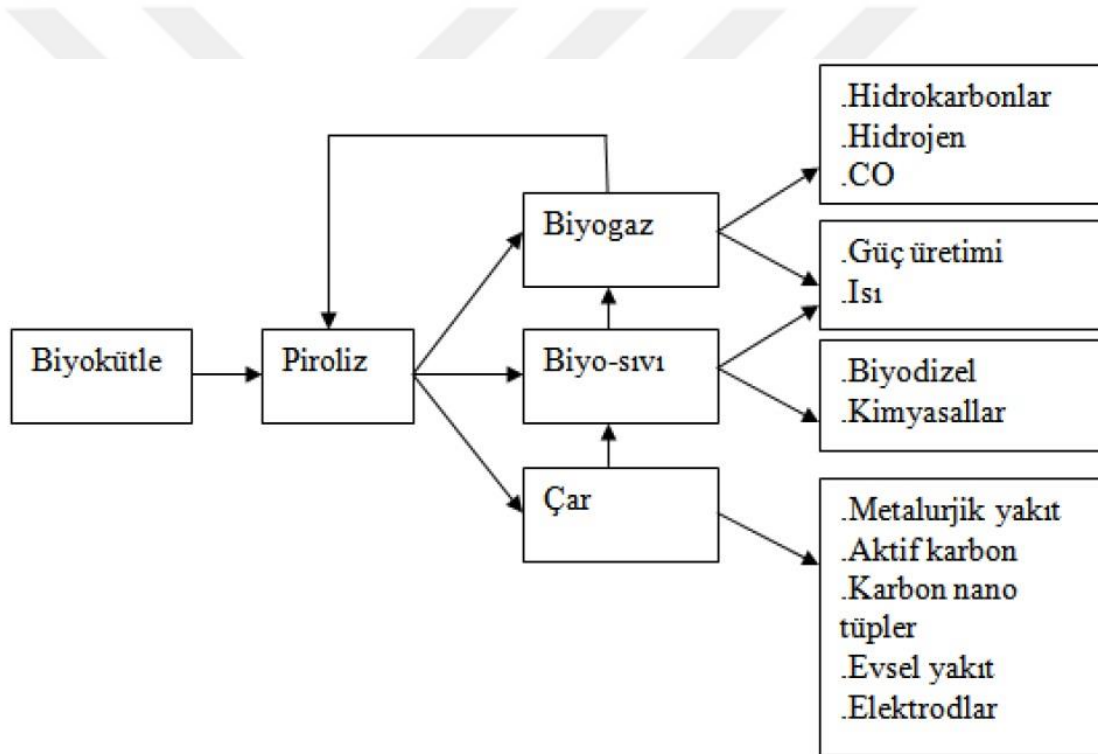 .Hidrokarbonlar
.Hidrojen
.CO
Biyogaz
.Güç üretimi
.Isı
Biyokütle
Piroliz
Biyo-sıvı
.Biyodizel
.Kimyasallar
Çar
.Metalurjik yakıt
.Aktif karbon
.Karbon nano
tüpler
.Evsel yakıt
.Elektrodlar